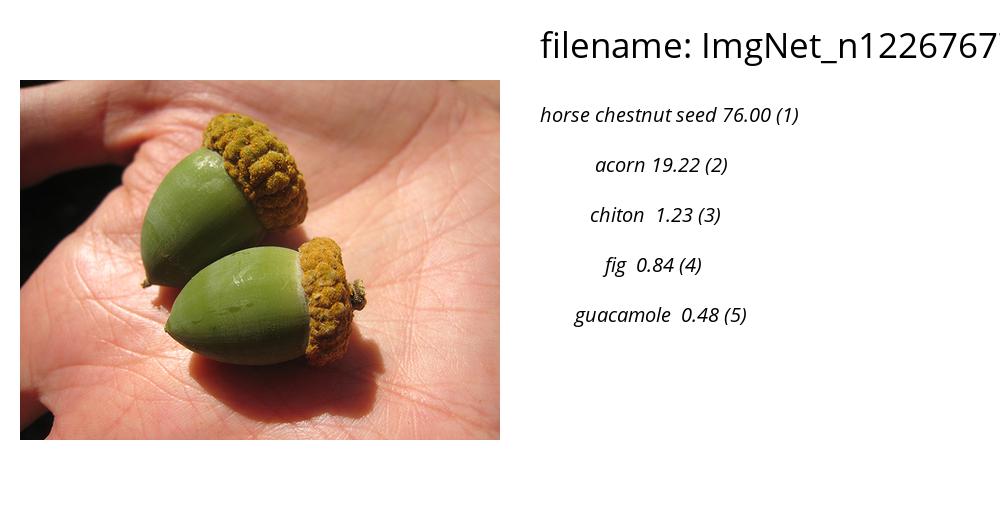 filename: ImgNet_n1226767
horse chestnut seed 76.00 (1)
acorn 19.22 (2)
chiton 1.23 (3)
fig 0.84 (4)
guacamole 0.48 (5)